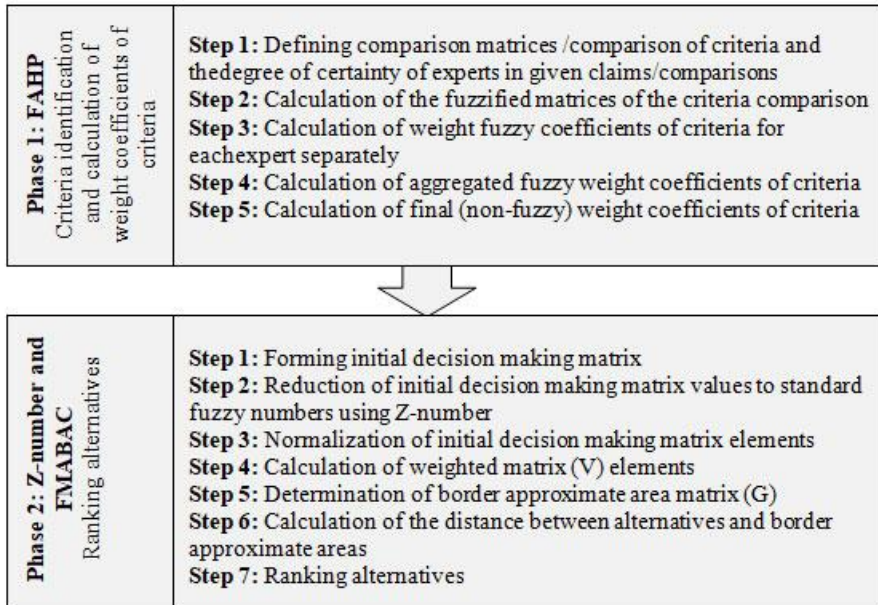 Phase 1: FAHP
Criteria identification
and calculation of
weight coefficients of
criteria
Step 1: Defining comparison matrices /comparison of criteria and
thedegree of certainty of experts in given claims/comparisons
Step 2: Calculation of the fuzzified matrices of the criteria comparison
Step 3: Calculation of weight fuzzy coefficients of criteria for
eachexpert separately
Step 4: Calculation of aggregated fuzzy weight coefficients of criteria
Step 5: Calculation of final (non-fuzzy) weight coefficients of criteria
Phase 2: Z-number and
FMABAC
Ranking alternatives
Step 1: Forming initial decision making matrix
Step 2: Reduction of initial decision making matrix values to standard
fuzzy numbers using Z-number
Step 3: Normalization of initial decision making matrix elements
Step 4: Calculation of weighted matrix (V) elements
Step 5: Determination of border approximate area matrix (G)
Step 6: Calculation of the distance between alternatives and border
approximate areas
Step 7: Ranking alternatives